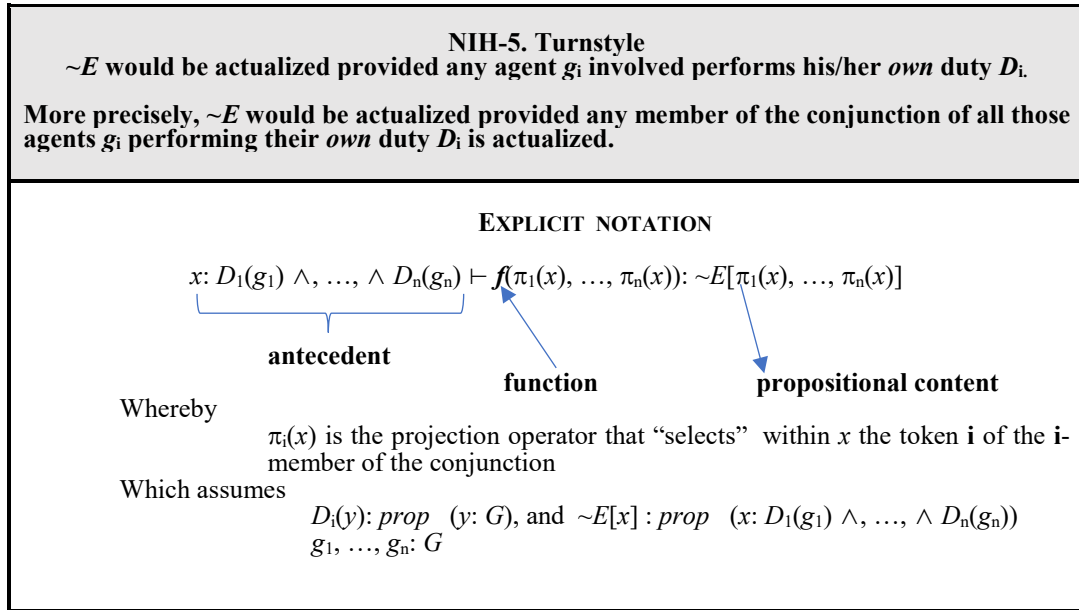 NIH-5. Turnstyle
~E would be actualized provided any agent gi involved performs his/her own duty Di.
More precisely, ~E would be actualized provided any member of the conjunction of all those
agents gi performing their own duty Di is actualized.
EXPLICIT NOTATION
x: D1(g1) ∧, …, ∧ Dn(gn) ⊢ f(π1(x), …, πn(x)): ~E[π1(x), …, πn(x)]
antecedent
function propositional content
Whereby
πi(x) is the projection operator that “selects” within x the token i of the i-
member of the conjunction
Which assumes
Di(y): prop (y: G), and ~E[x] : prop (x: D1(g1) ∧, …, ∧ Dn(gn))
g1, …, gn: G